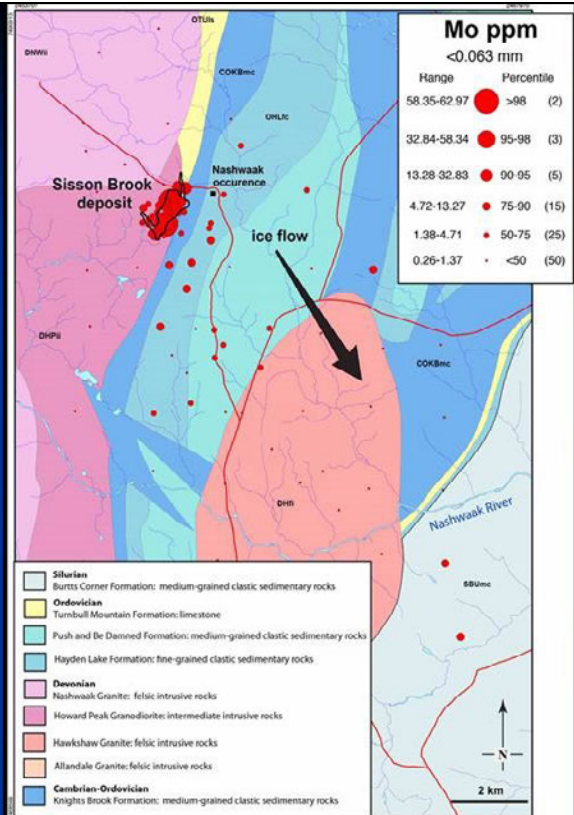 DNWii
OTUls
COKBmc
OHLfc
Nashwaak
occurence
Sisson Brook
deposit
ice flow
DHPii
COKBmc
DHfi
Nashwaak River
SBUmc
Mo ppm
<0.063 mm
Range Percentile
58.35-62.97 >98 (2)
32.84-58.34 95-98 (3)
13.28-32.83 90-95 (5)
4.72-13.27 75-90 (15)
1.38-4.71 50-75 (25)
0.26-1.37 <50 (50)
Silurian
Burtts Corner Formation: medium-grained clastic sedimentary rocks
Ordovician
Turnbull Mountain Formation: limestone
Push and Be Damned Formation: medium-grained clastic sedimentary rocks
Hayden Lake Formation: fine-grained clastic sedimentary rocks
Devonian
Nashwaak Granite: felsic intrusive rocks
Howard Peak Granodiorite: intermediate intrusive rocks
Hawkshaw Granite: felsic intrusive rocks
Allandale Granite: felsic intrusive rocks
Cambrian-Ordovician
Knights Brook Formation: medium-grained clastic sedimentary rocks
N
2 km